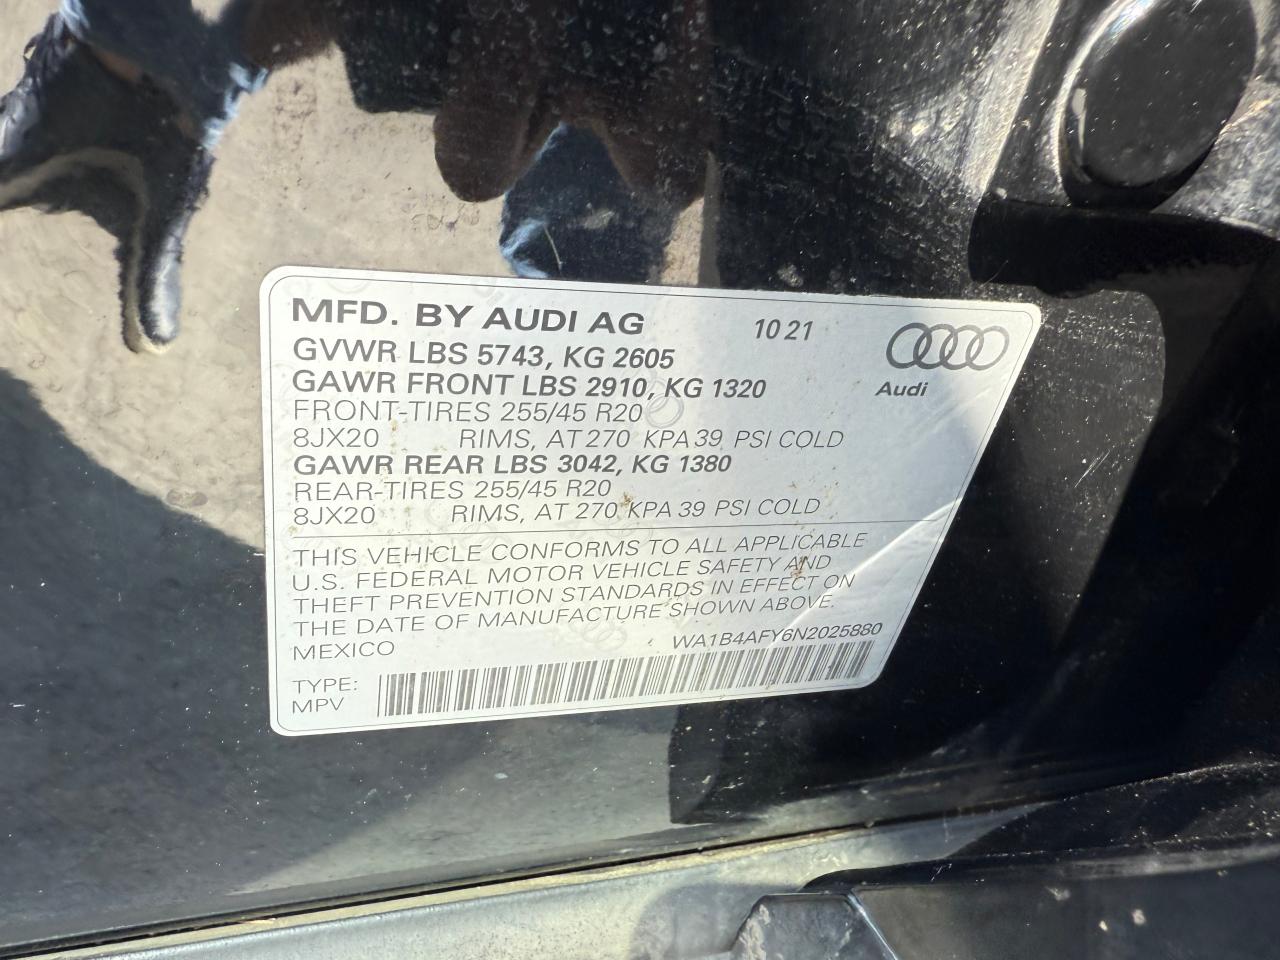 MFD. BY AUDI AG 10 21
GVWR LBS 5743, KG 2605
GAWR FRONT LBS 2910, KG 1320
Audi
FRONT-TIRES 255/45 R20
8JX20 RIMS, AT 270 KPA 39 PSI COLD
GAWR REAR LBS 3042, KG 1380
REAR-TIRES 255/45 R20
8JX20 RIMS, AT 270 KPA 39 PSI COLD
THIS VEHICLE CONFORMS TO ALL APPLICABLE
U.S. FEDERAL MOTOR VEHICLE SAFETY AND
THEFT PREVENTION STANDARDS IN EFFECT ON
THE DATE OF MANUFACTURE SHOWN ABOVE.
MEXICO WA1B4AFY6N2025880
TYPE:
MPV